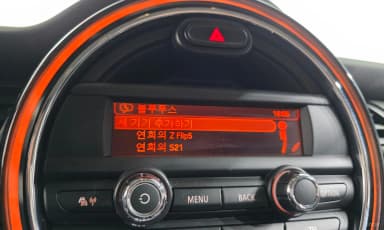 블루투스
새 기기 추가하기
연희의 Z Flip5
연희의 S21
MENU
BACK